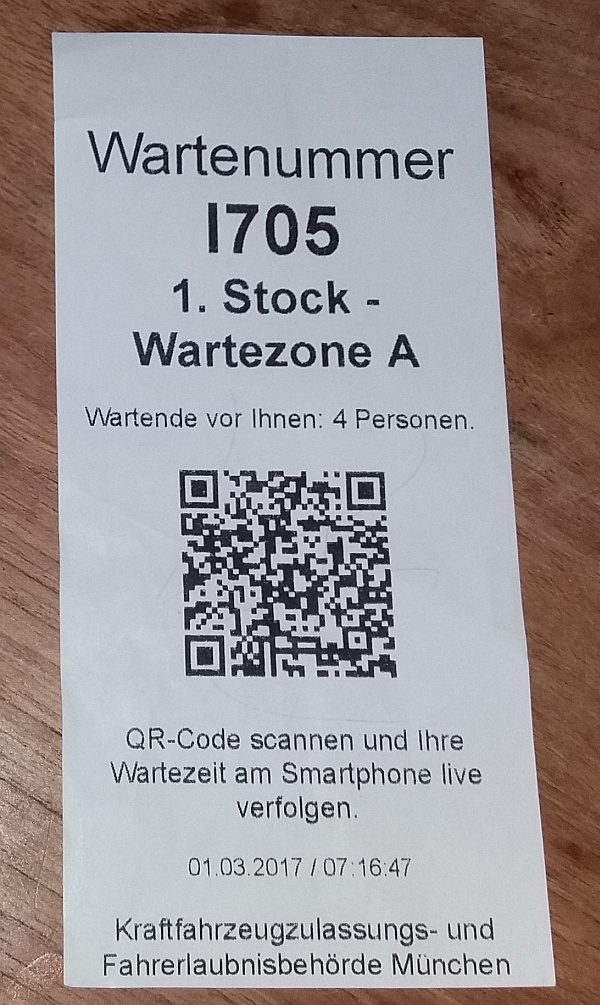 Wartenummer
I705
1. Stock -
Wartezone A
Wartende vor Ihnen: 4 Personen.
QR-Code scannen und Ihre
Wartezeit am Smartphone live
verfolgen.
01.03.2017 / 07:16:47
Kraftfahrzeugzulassungs- und
Fahrerlaubnisbehörde München